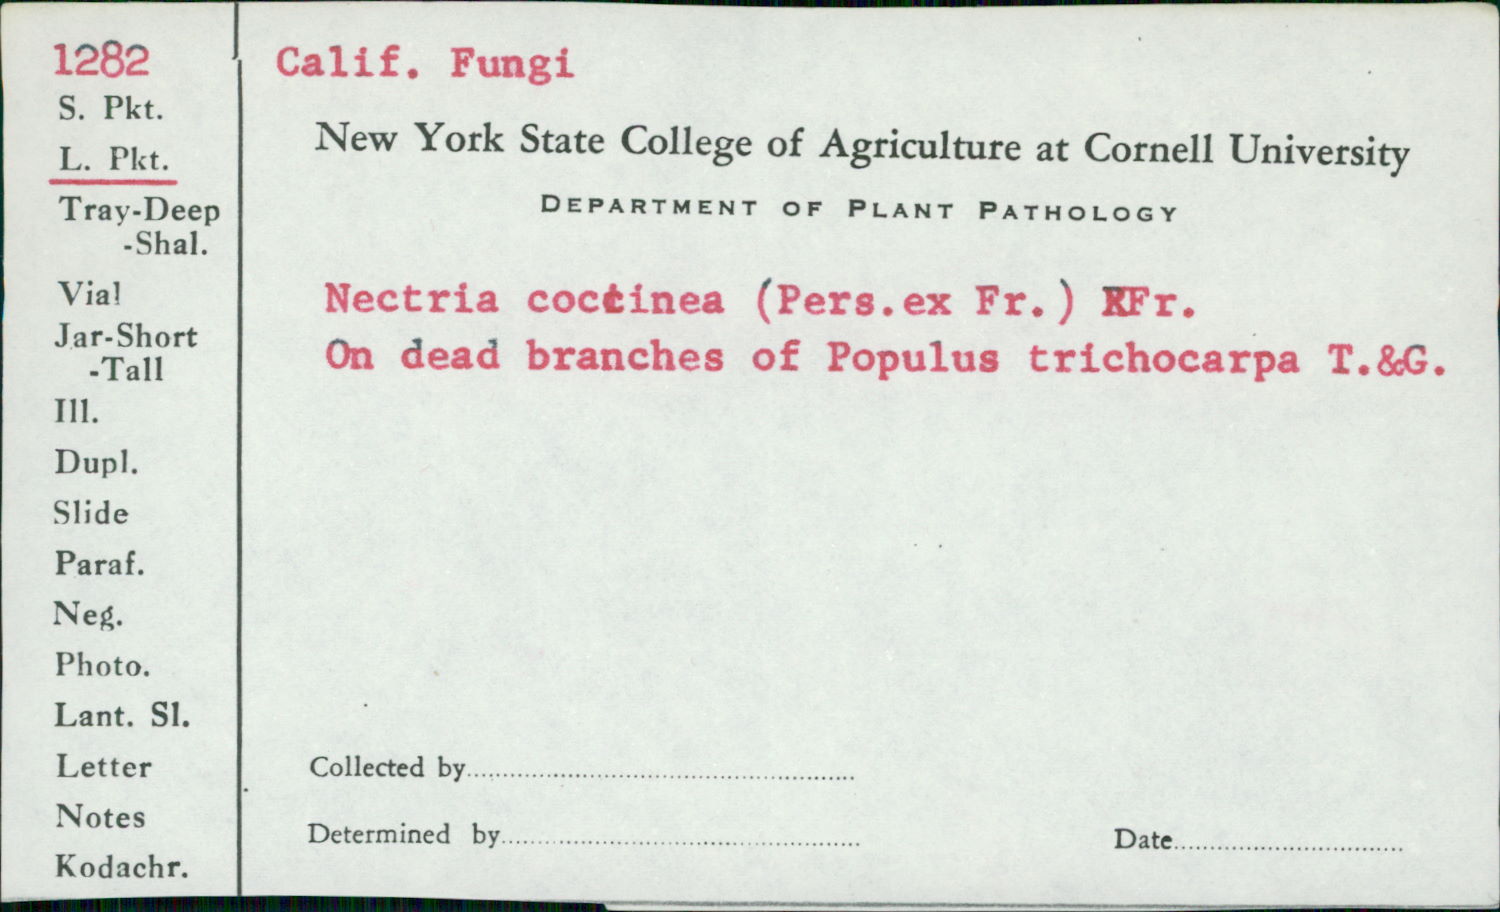 1282
S. Pkt.
L. Pkt.
Tray-Deep
-Shal.
Vial
Jar-Short
-Tall
Ill.
Dupl.
Slide
Paraf.
Neg.
Photo.
Lant. Sl.
Letter
Notes
Kodachr.
Calif. Fungi
New York State College of Agriculture at Cornell University
DEPARTMENT OF PLANT PATHOLOGY
Nectria coccinea (Pers.ex Fr.) Fr.
On dead branches of Populus trichocarpa T.&G.
Collected by
Determined by
Date